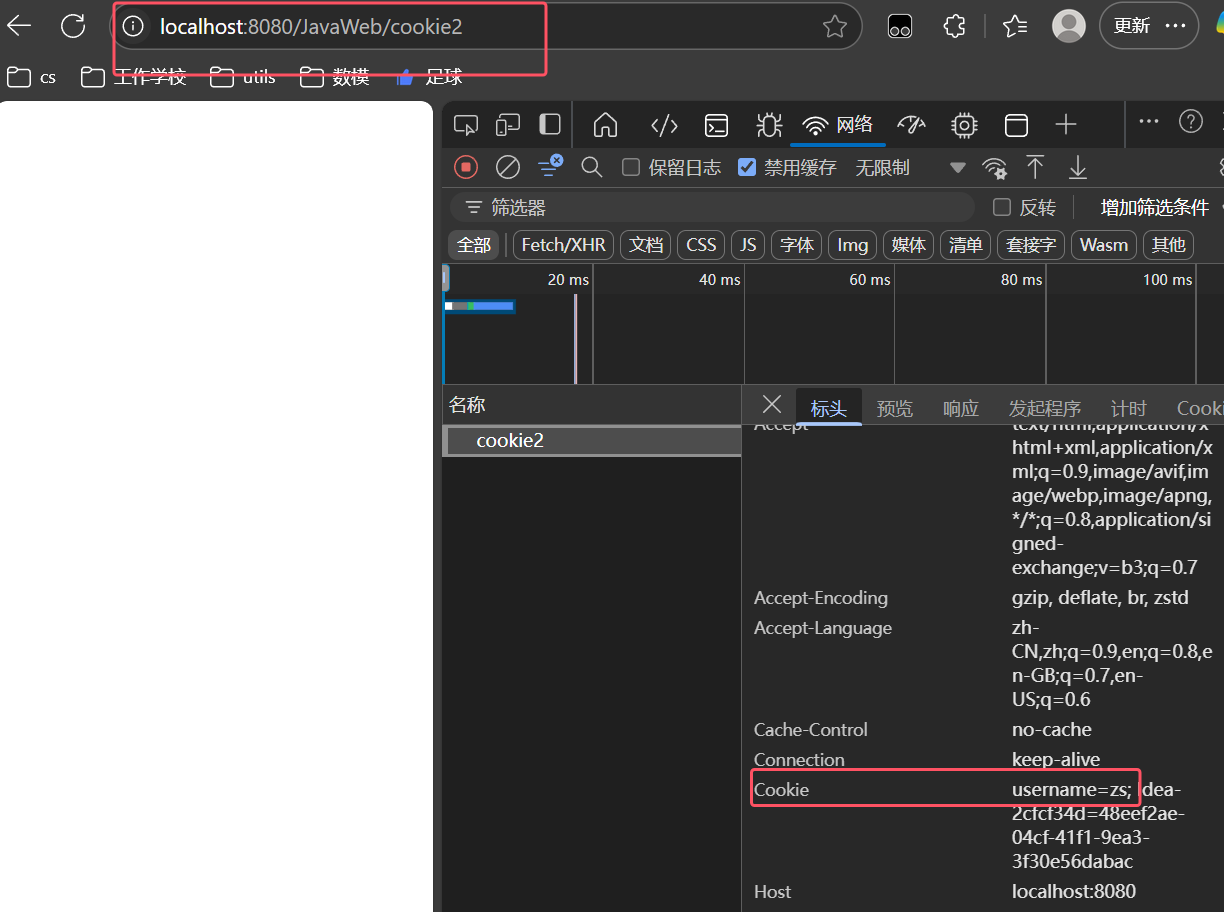 localhost:8080/JavaWeb/cookie2
更新
cs
工作学校
utils
数模
足球
网络
保留日志
禁用缓存
无限制
筛选器
反转
增加筛选条件
全部
Fetch/XHR
文档
CSS
JS
字体
Img
媒体
清单
套接字
Wasm
其他
20 ms
40 ms
60 ms
80 ms
100 ms
名称
标头
预览
响应
发起程序
计时
Cooki
cookie2
Accept
text/html,application/x
html+xml,application/x
ml;q=0.9,image/avif,im
age/webp,image/apng,
*/*;q=0.8,application/si
gned-
exchange;v=b3;q=0.7
Accept-Encoding
gzip, deflate, br, zstd
Accept-Language
zh-
CN,zh;q=0.9,en;q=0.8,e
n-GB;q=0.7,en-
US;q=0.6
Cache-Control
no-cache
Connection
keep-alive
Cookie
username=zs; Idea-
2cfcf34d=48eef2ae-
04cf-41f1-9ea3-
3f30e56dabac
Host
localhost:8080